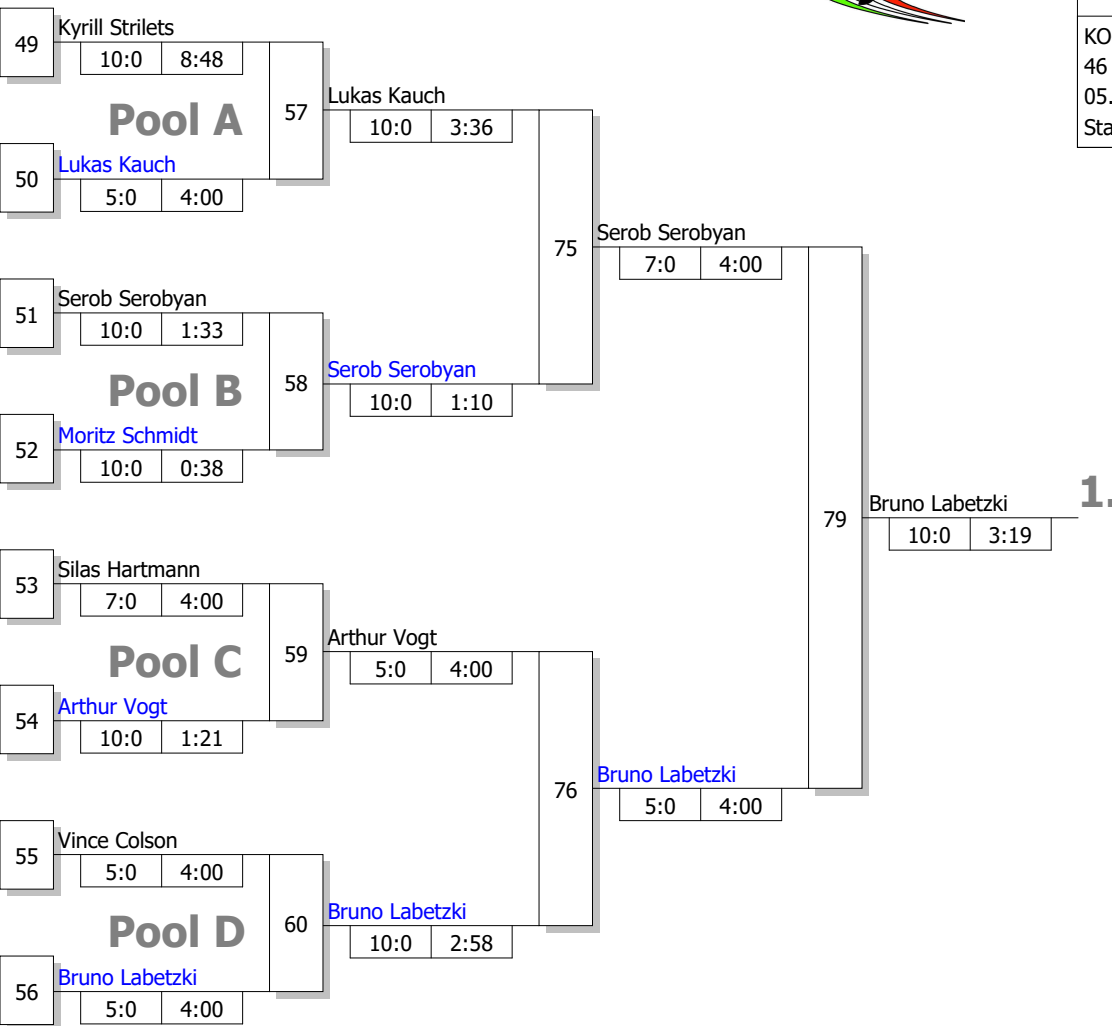 49
Kyrill Strilets
10:0 8:48
Pool A
57
Lukas Kauch
10:0 3:36
50
Lukas Kauch
5:0 4:00
75
Serob Serobyan
7:0 4:00
51
Serob Serobyan
10:0 1:33
Pool B
58
Serob Serobyan
10:0 1:10
52
Moritz Schmidt
10:0 0:38
79
Bruno Labetzki
10:0 3:19
1.
53
Silas Hartmann
7:0 4:00
Pool C
59
Arthur Vogt
5:0 4:00
54
Arthur Vogt
10:0 1:21
76
Bruno Labetzki
5:0 4:00
55
Vince Colson
5:0 4:00
Pool D
60
Bruno Labetzki
10:0 2:58
56
Bruno Labetzki
5:0 4:00
KO
46
05.
Sta